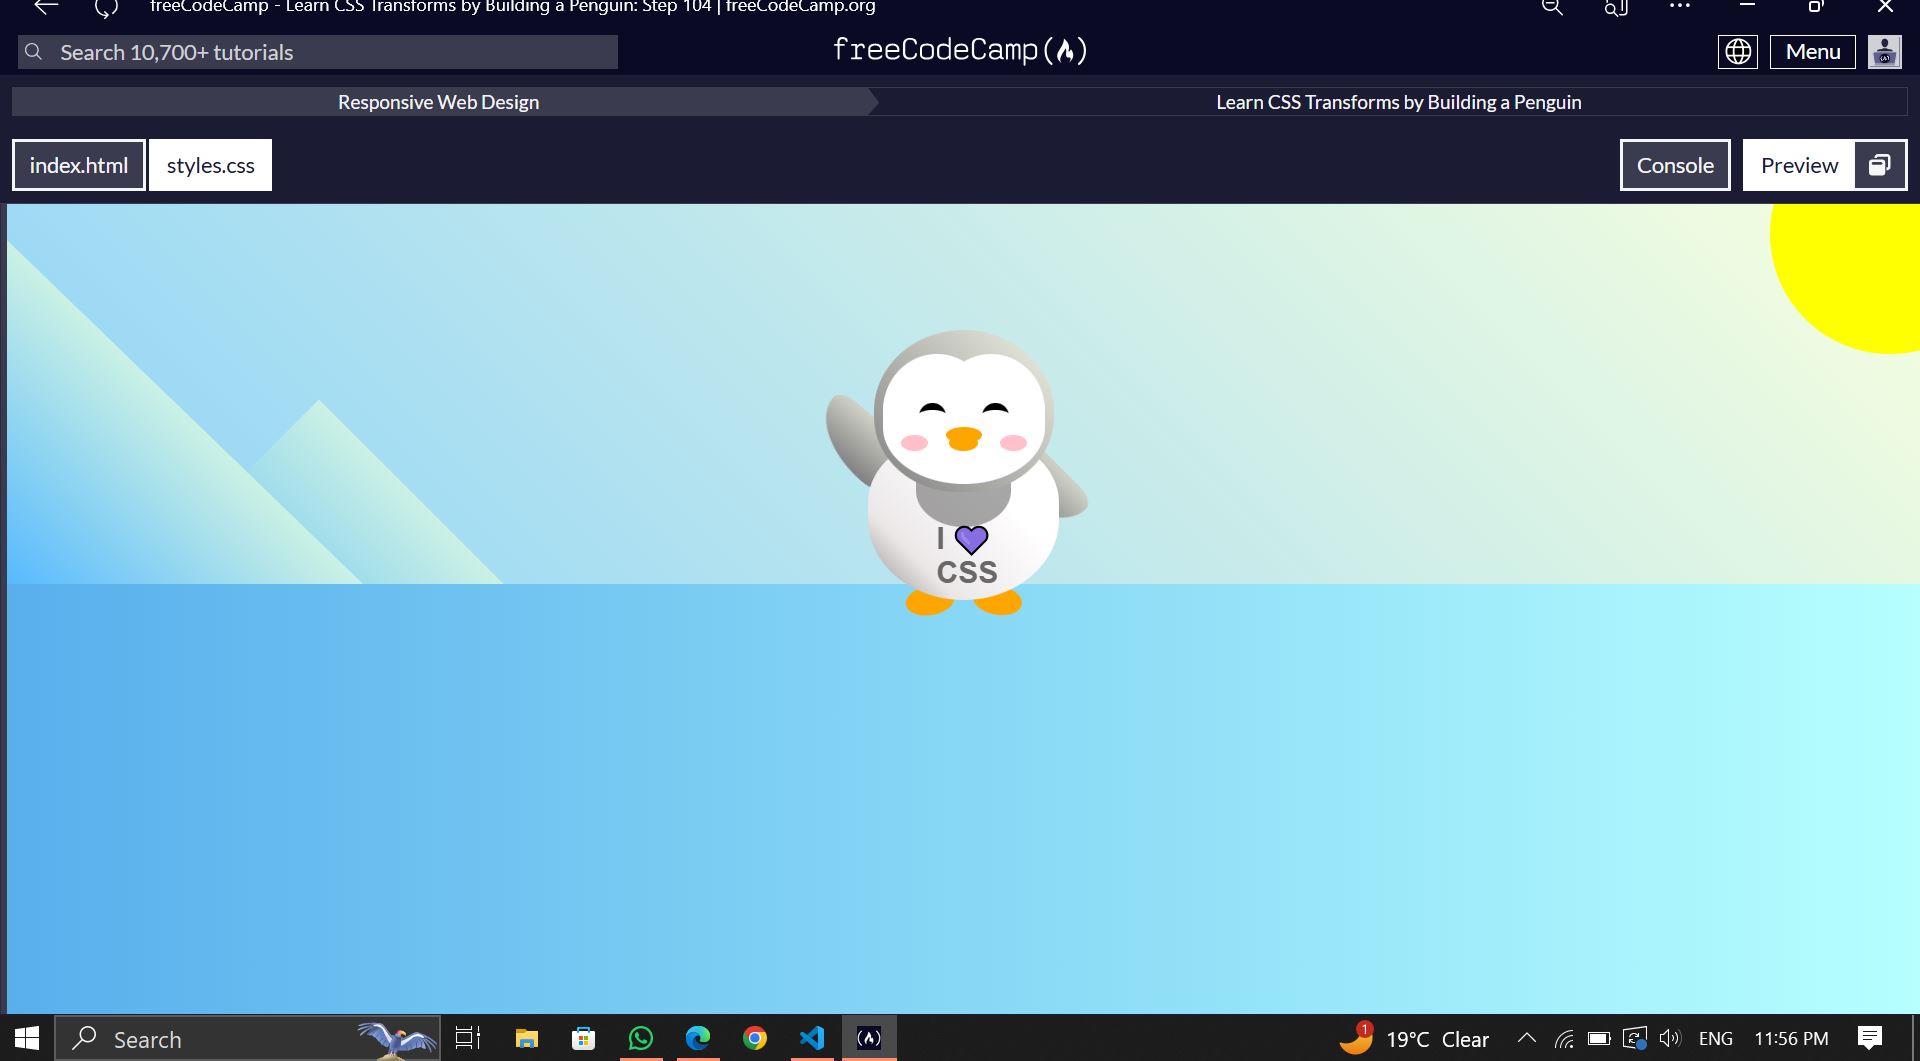 freeCodeCamp - Learn CSS Transforms by Building a Penguin: Step 104 | freeCodeCamp.org
Search 10,700+ tutorials
freeCodeCamp(🔥)
Menu
Responsive Web Design
Learn CSS Transforms by Building a Penguin
index.html
styles.css
Console
Preview
I 💜
CSS
Search
1
19°C Clear
ENG
11:56 PM